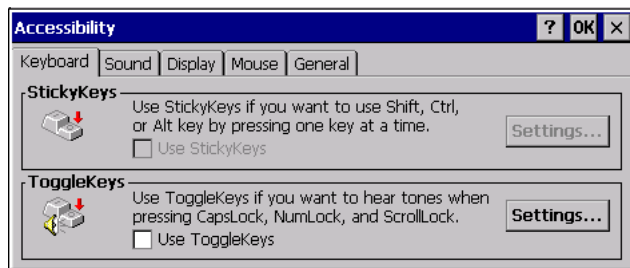 Accessibility ? OK ×
Keyboard Sound Display Mouse General
StickyKeys
Use StickyKeys if you want to use Shift, Ctrl,
or Alt key by pressing one key at a time.
Settings...
Use StickyKeys
ToggleKeys
Use ToggleKeys if you want to hear tones when
pressing CapsLock, NumLock, and ScrollLock.
Settings...
Use ToggleKeys